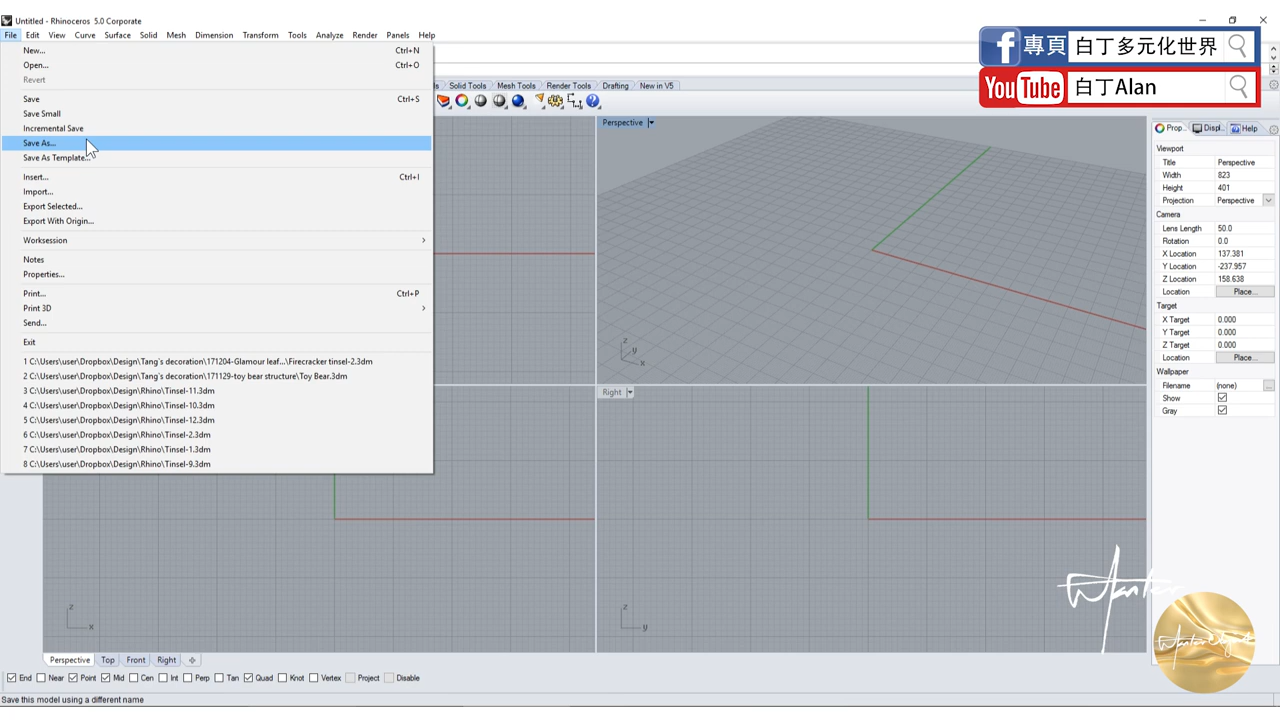 Untitled - Rhinoceros 5.0 Corporate
File Edit View Curve Surface Solid Mesh Dimension Transform Tools Analyze Render Panels Help
New... Ctrl+N
Open... Ctrl+O
Revert
Save Ctrl+S
Save Small
Incremental Save
Save As...
Save As Template...
Insert... Ctrl+I
Import...
Export Selected...
Export With Origin...
Worksession
Notes
Properties...
Print... Ctrl+P
Print 3D
Send...
Exit
1 C:\Users\user\Dropbox\Design\Tang's decoration\171204-Glamour leaf...\Firecracker tinsel-2.3dm
2 C:\Users\user\Dropbox\Design\Tang's decoration\171129-toy bear structure\Toy Bear.3dm
3 C:\Users\user\Dropbox\Design\Rhino\Tinsel-11.3dm
4 C:\Users\user\Dropbox\Design\Rhino\Tinsel-10.3dm
5 C:\Users\user\Dropbox\Design\Rhino\Tinsel-12.3dm
6 C:\Users\user\Dropbox\Design\Rhino\Tinsel-2.3dm
7 C:\Users\user\Dropbox\Design\Rhino\Tinsel-1.3dm
8 C:\Users\user\Dropbox\Design\Rhino\Tinsel-9.3dm
Solid Tools Mesh Tools Render Tools Drafting New in V5
f 專頁 白丁多元化世界
YouTube 白丁Alan
Perspective
z
y
x
Right
Prop... Displ... Help
Viewport
Title Perspective
Width 823
Height 401
Projection Perspective
Camera
Lens Length 50.0
Rotation 0.0
X Location 137.381
Y Location -237.957
Z Location 158.638
Location Place...
Target
X Target 0.000
Y Target 0.000
Z Target 0.000
Location Place...
Wallpaper
Filename (none) ...
Show
Gray
z
x
z
y
Perspective Top Front Right
End Near Point Mid Cen Int Perp Tan Quad Knot Vertex Project Disable
Save this model using a different name